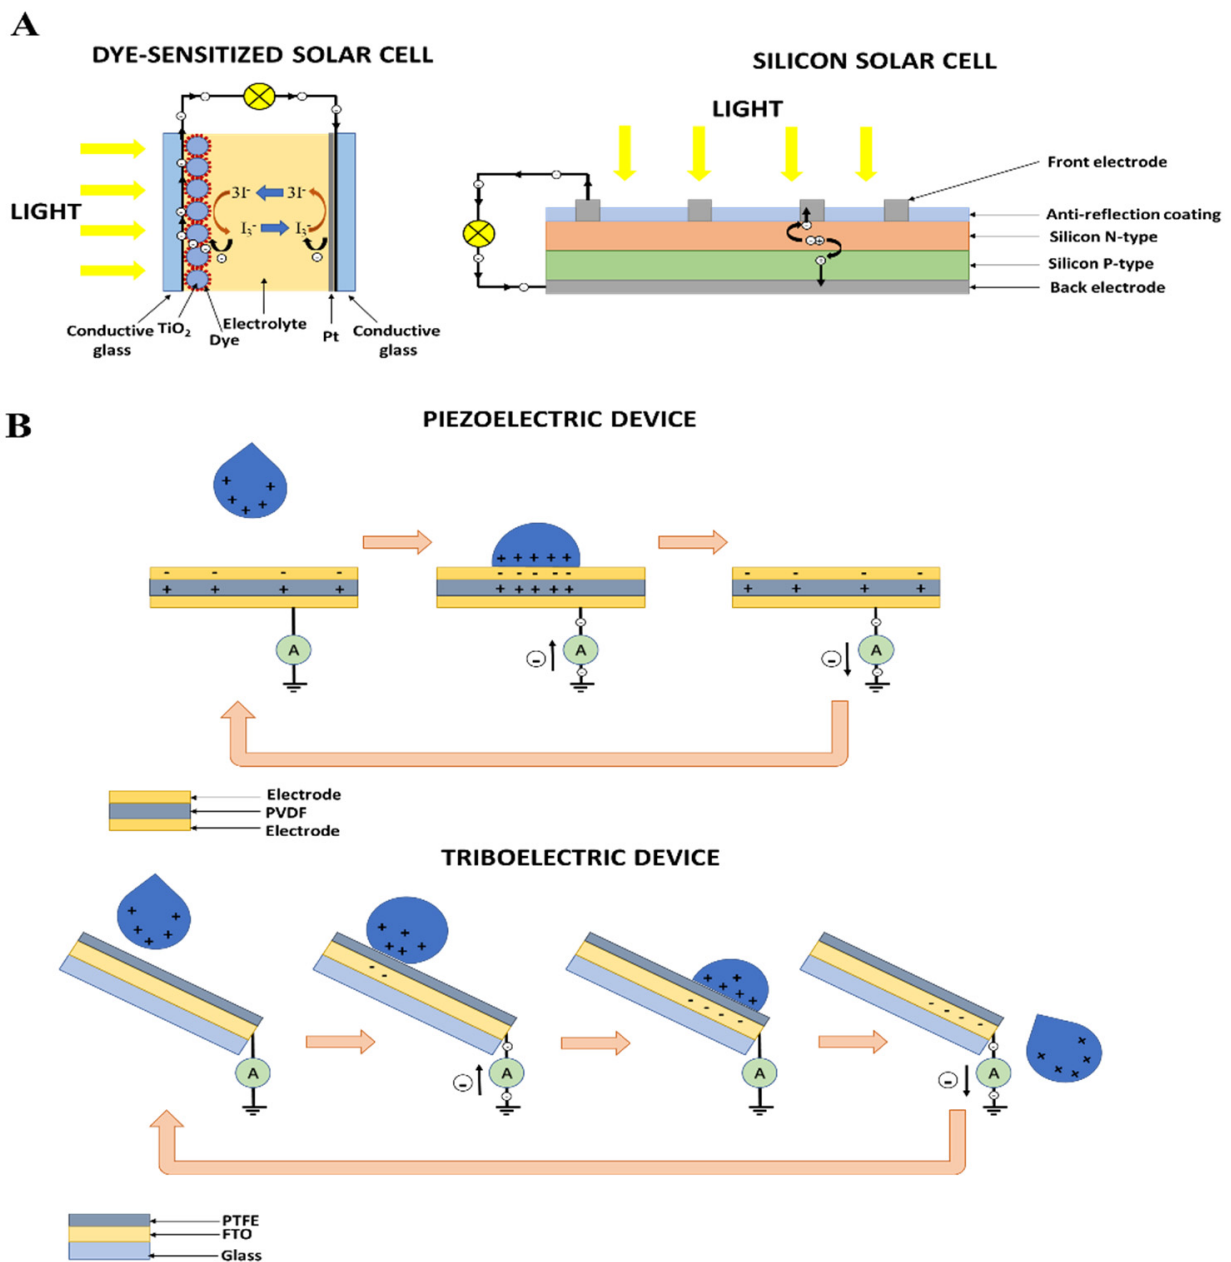 A
DYE-SENSITIZED SOLAR CELL
SILICON SOLAR CELL
LIGHT
LIGHT
3I⁻ 3I⁻
I₃⁻ I₃⁻
Conductive
glass
TiO₂
Dye
Electrolyte
Pt
Conductive
glass
Front electrode
Anti-reflection coating
Silicon N-type
Silicon P-type
Back electrode
B
PIEZOELECTRIC DEVICE
+ + + + +
+ + + + +
- - - -
+ + + +
- - - - -
+ + + + +
- - - -
+ + + +
A
- A
- A
Electrode
PVDF
Electrode
TRIBOELECTRIC DEVICE
+ + + + +
+ + + + +
+ + + + +
+ + + + +
- -
- - - -
- - - -
A
- A
A
- A
PTFE
FTO
Glass